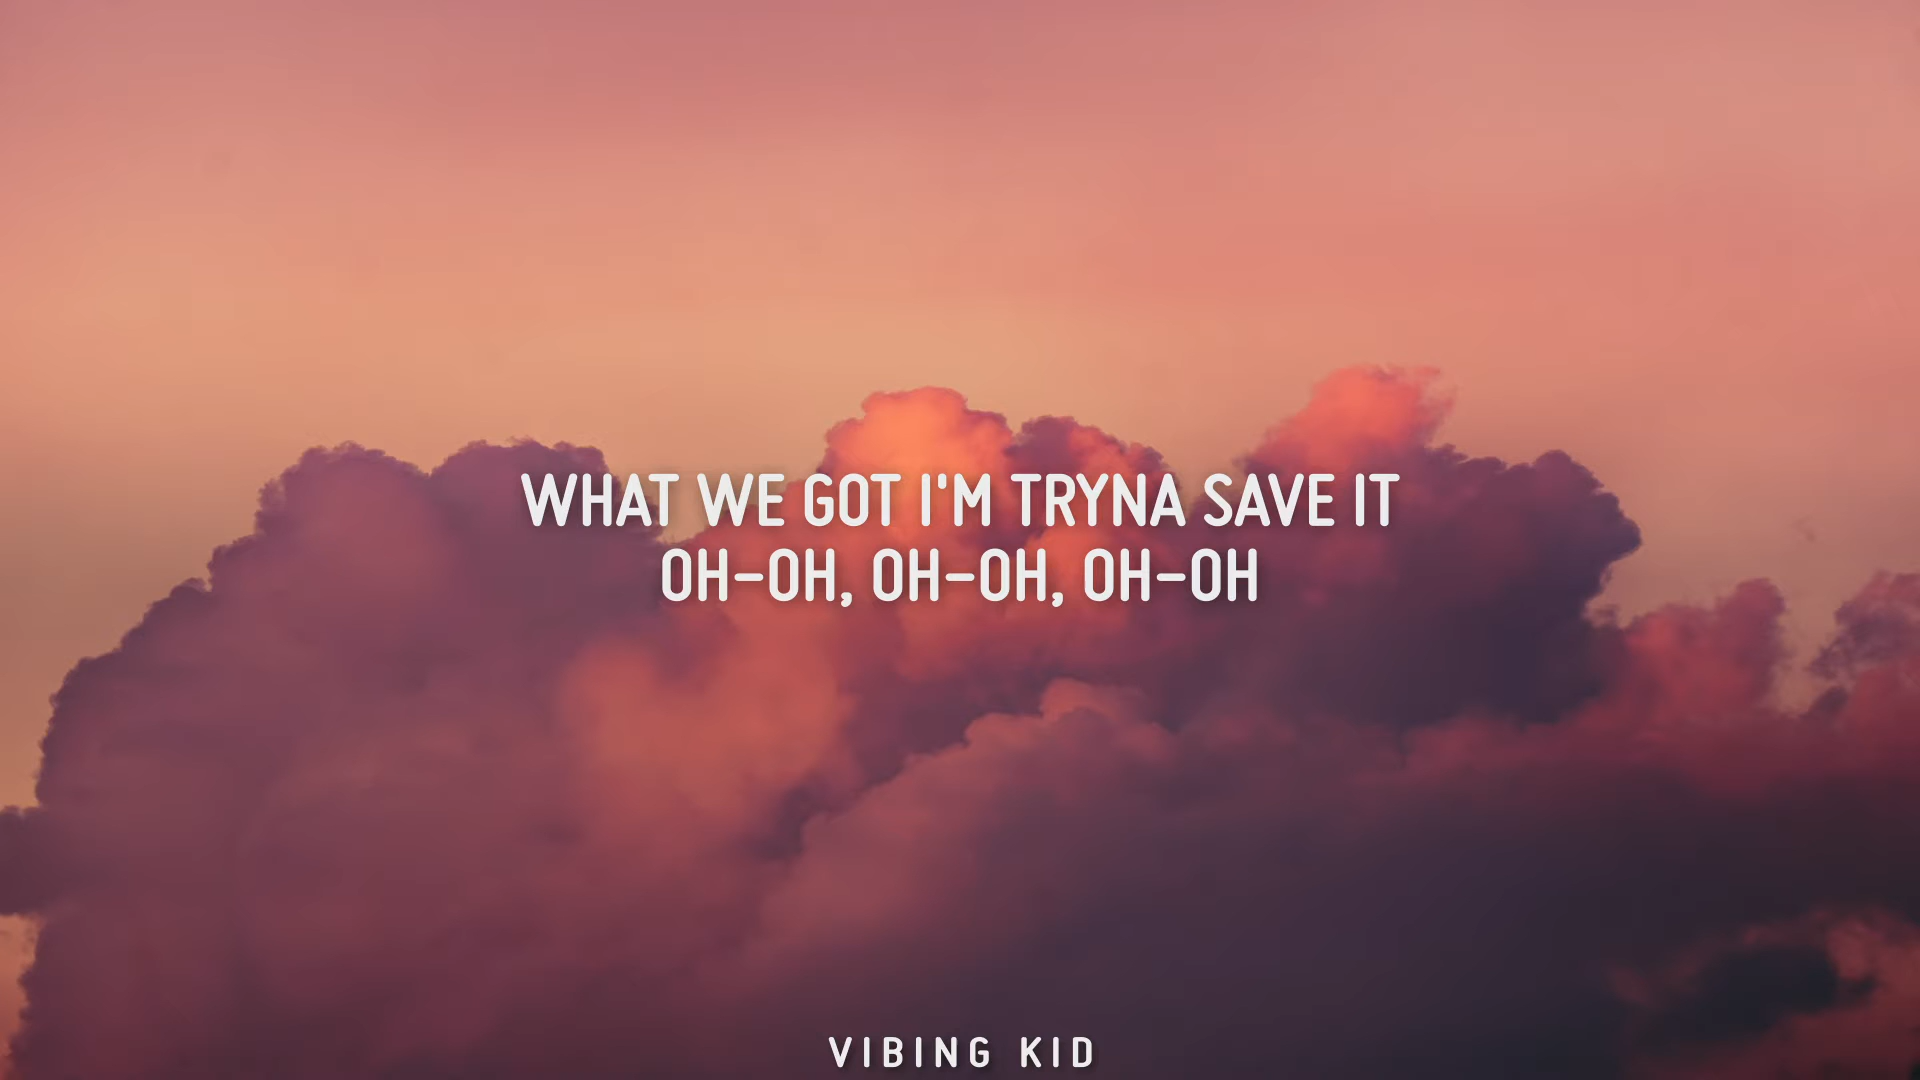 WHAT WE GOT I'M TRYNA SAVE IT
OH-OH, OH-OH, OH-OH
VIBING KID